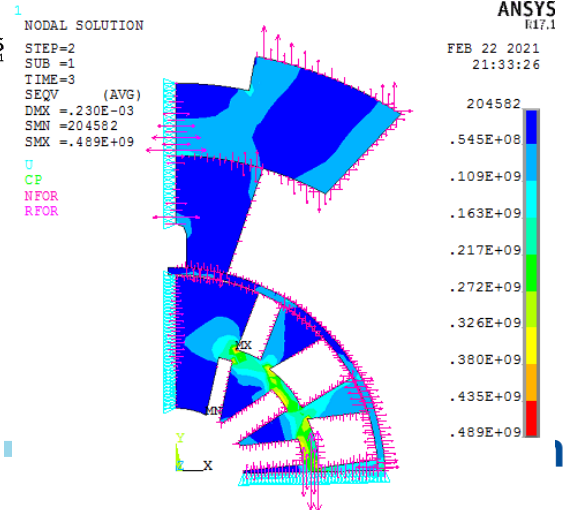 1
NODAL SOLUTION
STEP=2
SUB =1
TIME=3
SEQV     (AVG)
DMX =.230E-03
SMN =204582
SMX =.489E+09
U
CP
NFOR
RFOR
ANSYS
R17.1
FEB 22 2021
21:33:26
204582
.545E+08
.109E+09
.163E+09
.217E+09
.272E+09
.326E+09
.380E+09
.435E+09
.489E+09
MX
MN
Y
Z X